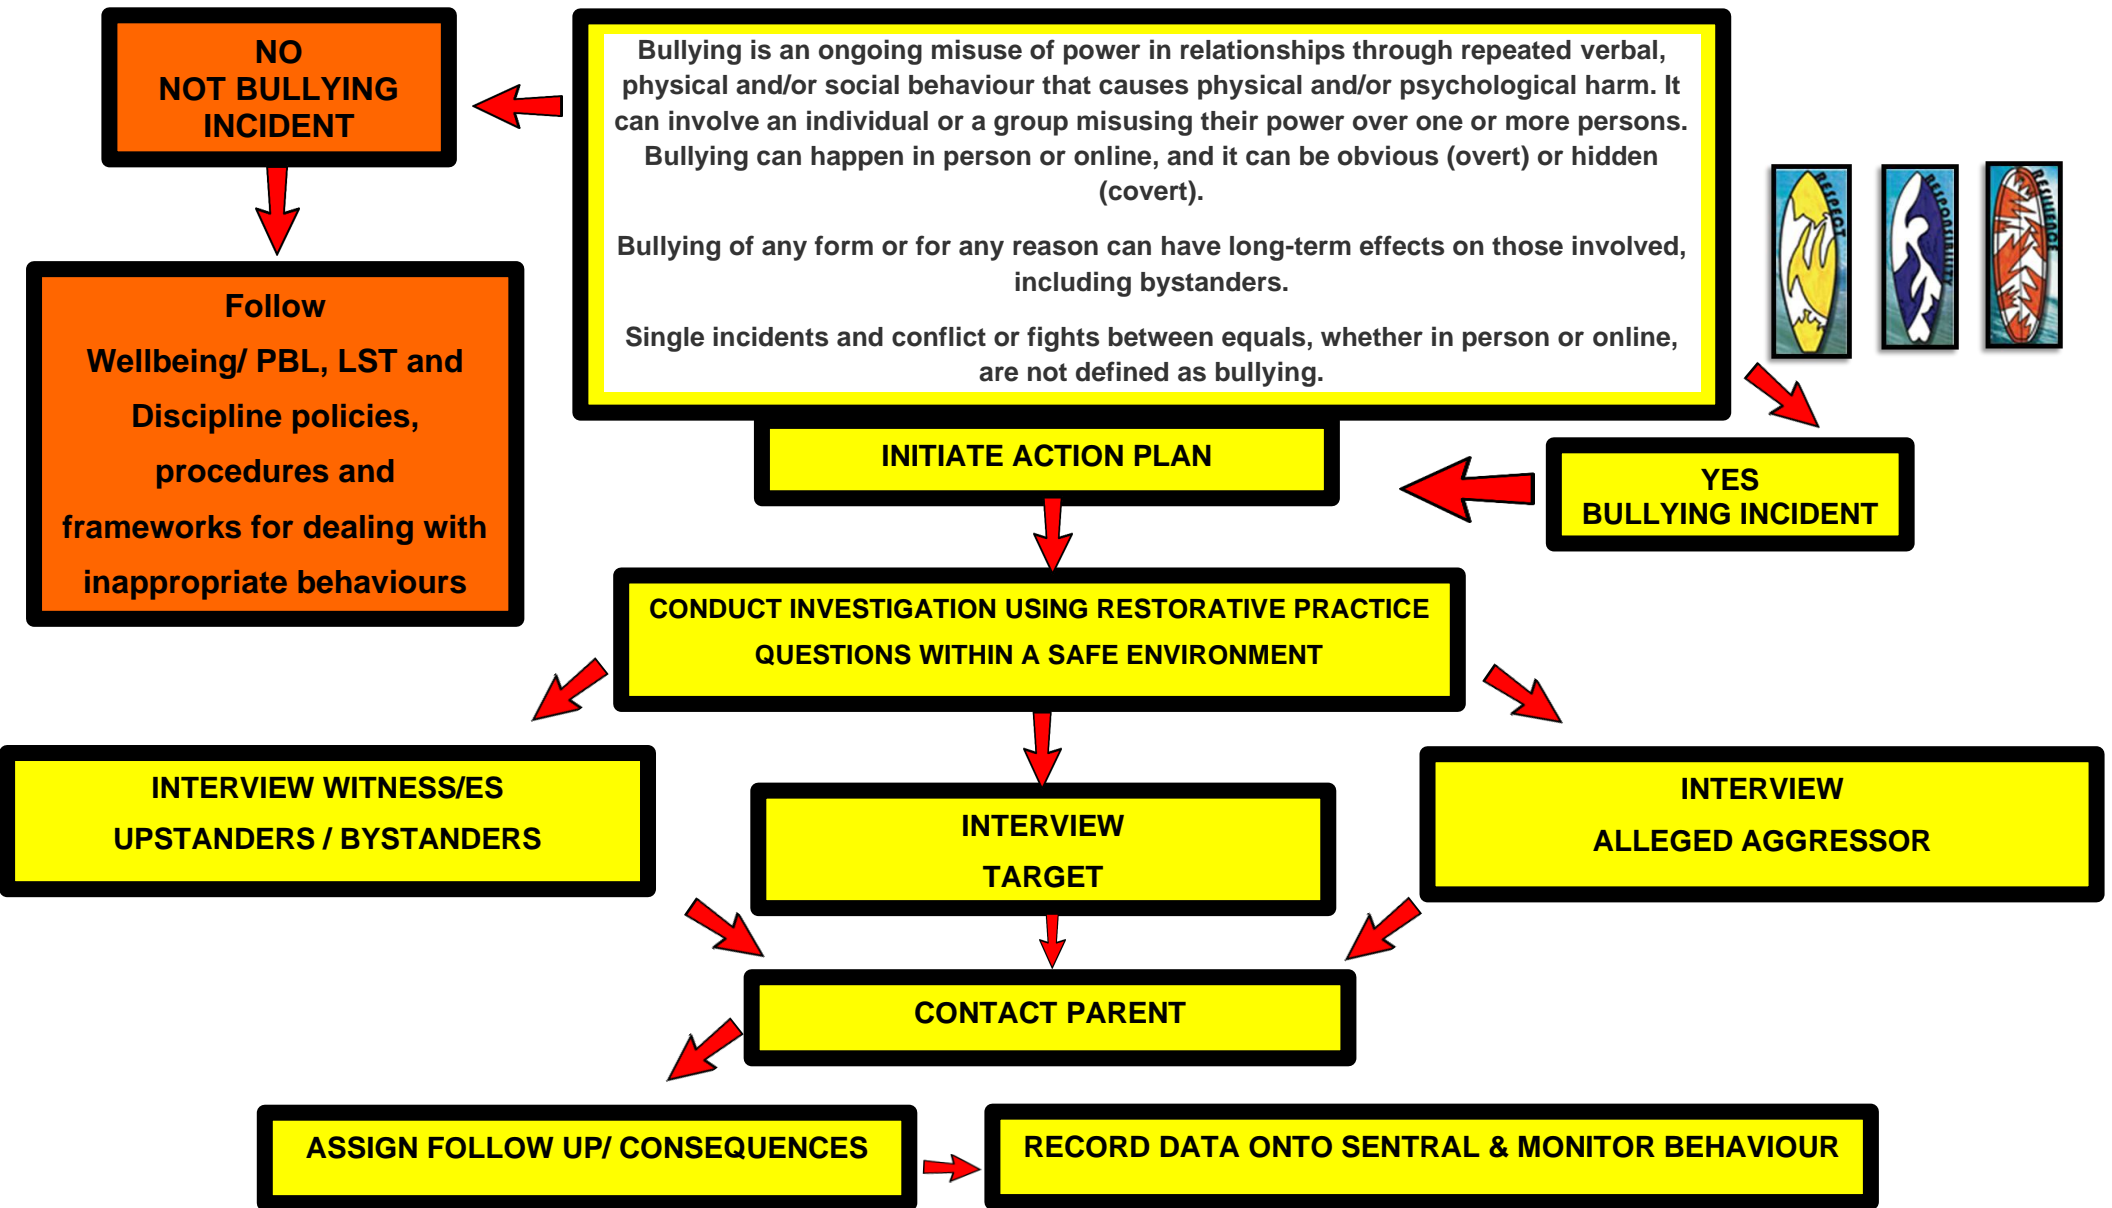 NO
NOT BULLYING
INCIDENT
Bullying is an ongoing misuse of power in relationships through repeated verbal,
physical and/or social behaviour that causes physical and/or psychological harm. It
can involve an individual or a group misusing their power over one or more persons.
Bullying can happen in person or online, and it can be obvious (overt) or hidden
(covert).
Bullying of any form or for any reason can have long-term effects on those involved,
including bystanders.
Single incidents and conflict or fights between equals, whether in person or online,
are not defined as bullying.
RESPECT
RESPONSIBILITY
RESILIENCE
Follow
Wellbeing/ PBL, LST and
Discipline policies,
procedures and
frameworks for dealing with
inappropriate behaviours
YES
BULLYING INCIDENT
INITIATE ACTION PLAN
CONDUCT INVESTIGATION USING RESTORATIVE PRACTICE
QUESTIONS WITHIN A SAFE ENVIRONMENT
INTERVIEW WITNESS/ES
UPSTANDERS / BYSTANDERS
INTERVIEW
TARGET
INTERVIEW
ALLEGED AGGRESSOR
CONTACT PARENT
ASSIGN FOLLOW UP/ CONSEQUENCES
RECORD DATA ONTO SENTRAL & MONITOR BEHAVIOUR